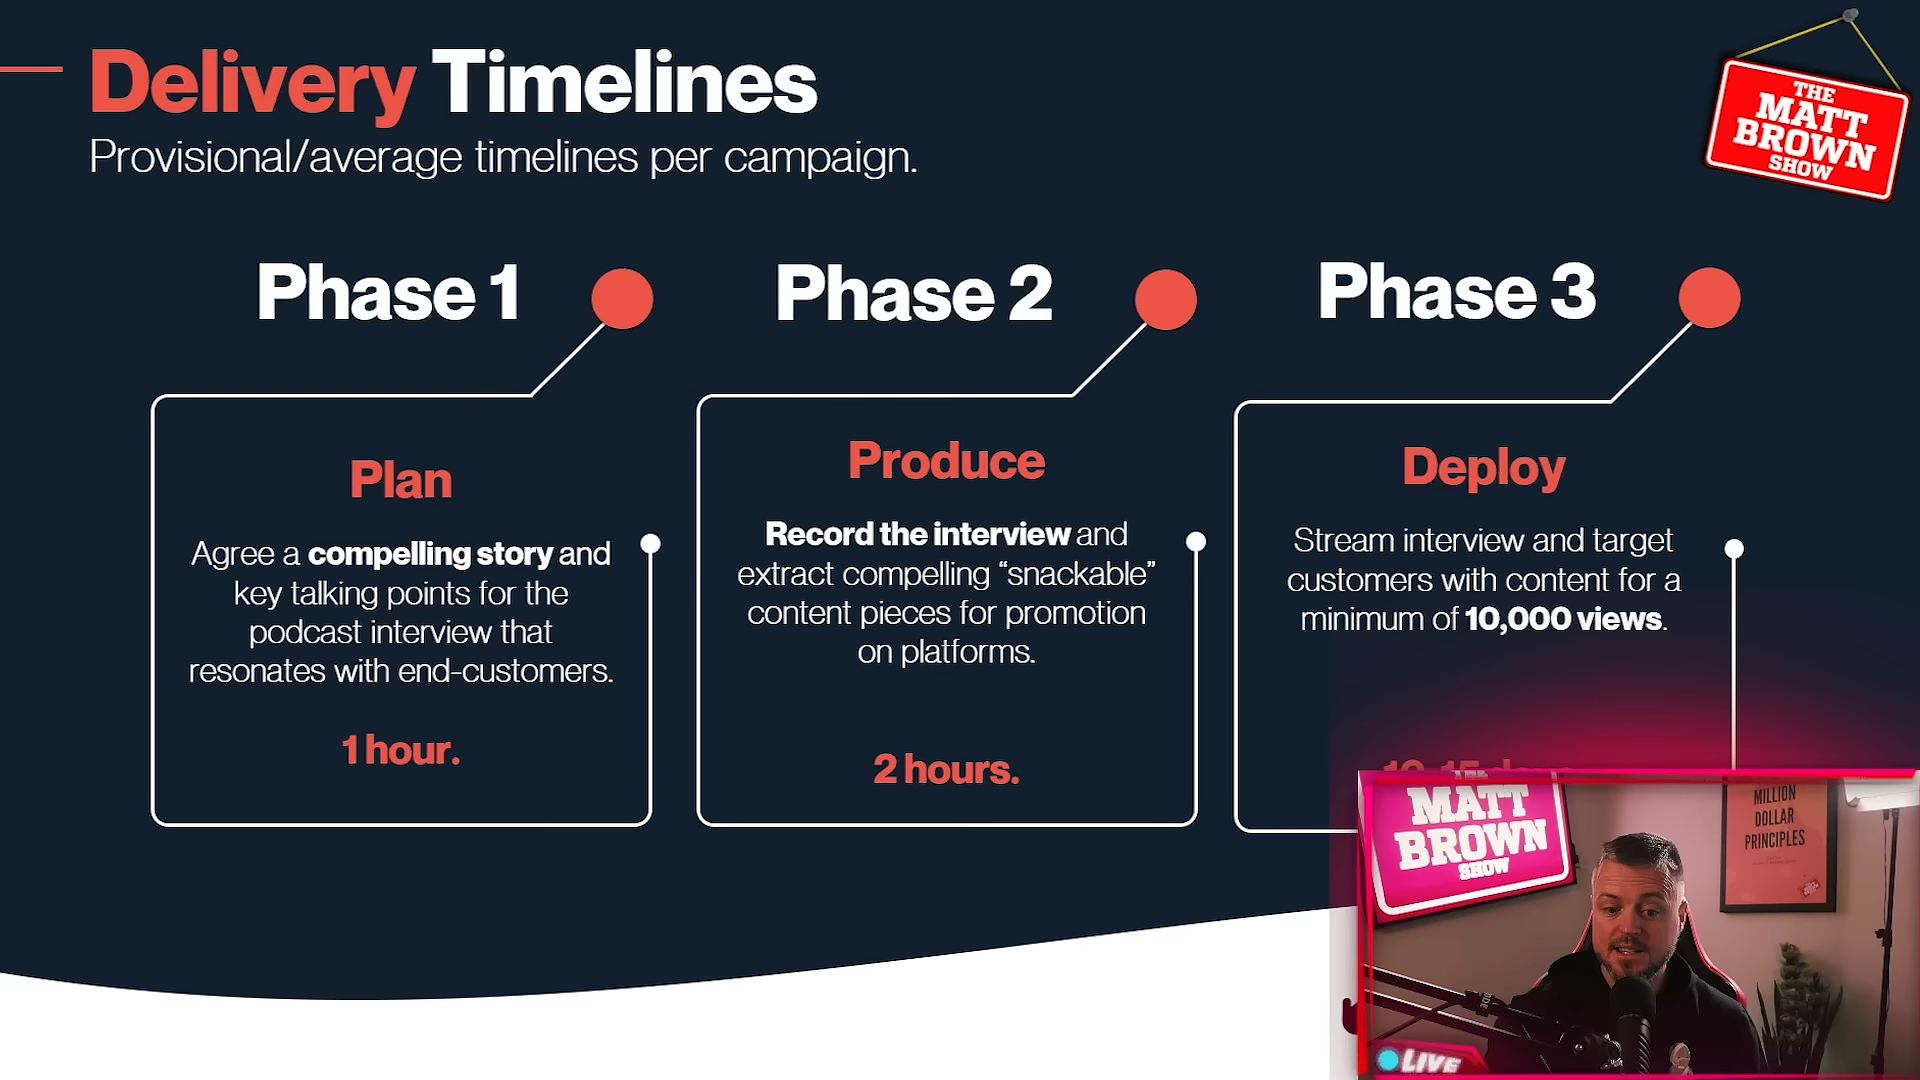 Delivery Timelines
Provisional/average timelines per campaign.
THE
MATT
BROWN
SHOW
Phase 1
Phase 2
Phase 3
Plan
Agree a compelling story and
key talking points for the
podcast interview that
resonates with end-customers.
1 hour.
Produce
Record the interview and
extract compelling “snackable”
content pieces for promotion
on platforms.
2 hours.
Deploy
Stream interview and target
customers with content for a
minimum of 10,000 views.
THE
MATT
BROWN
SHOW
MILLION
DOLLAR
PRINCIPLES
LIVE